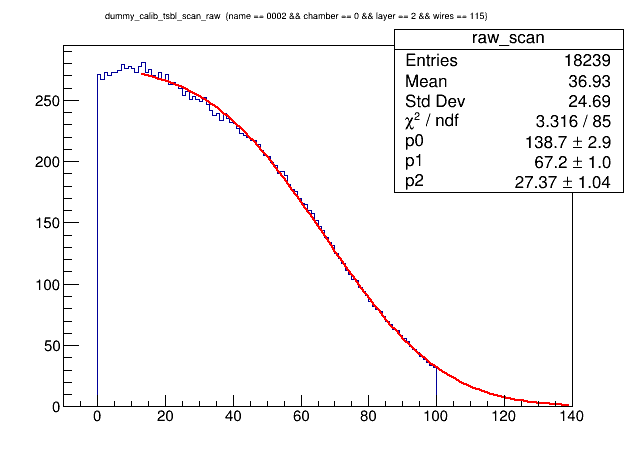 dummy_calib_tsbl_scan_raw (name == 0002 && chamber == 0 && layer == 2 && wires == 115)
raw_scan
Entries 18239
Mean 36.93
Std Dev 24.69
χ² / ndf 3.316 / 85
p0 138.7 ± 2.9
p1 67.2 ± 1.0
p2 27.37 ± 1.04
250
200
150
100
50
0
0 20 40 60 80 100 120 140